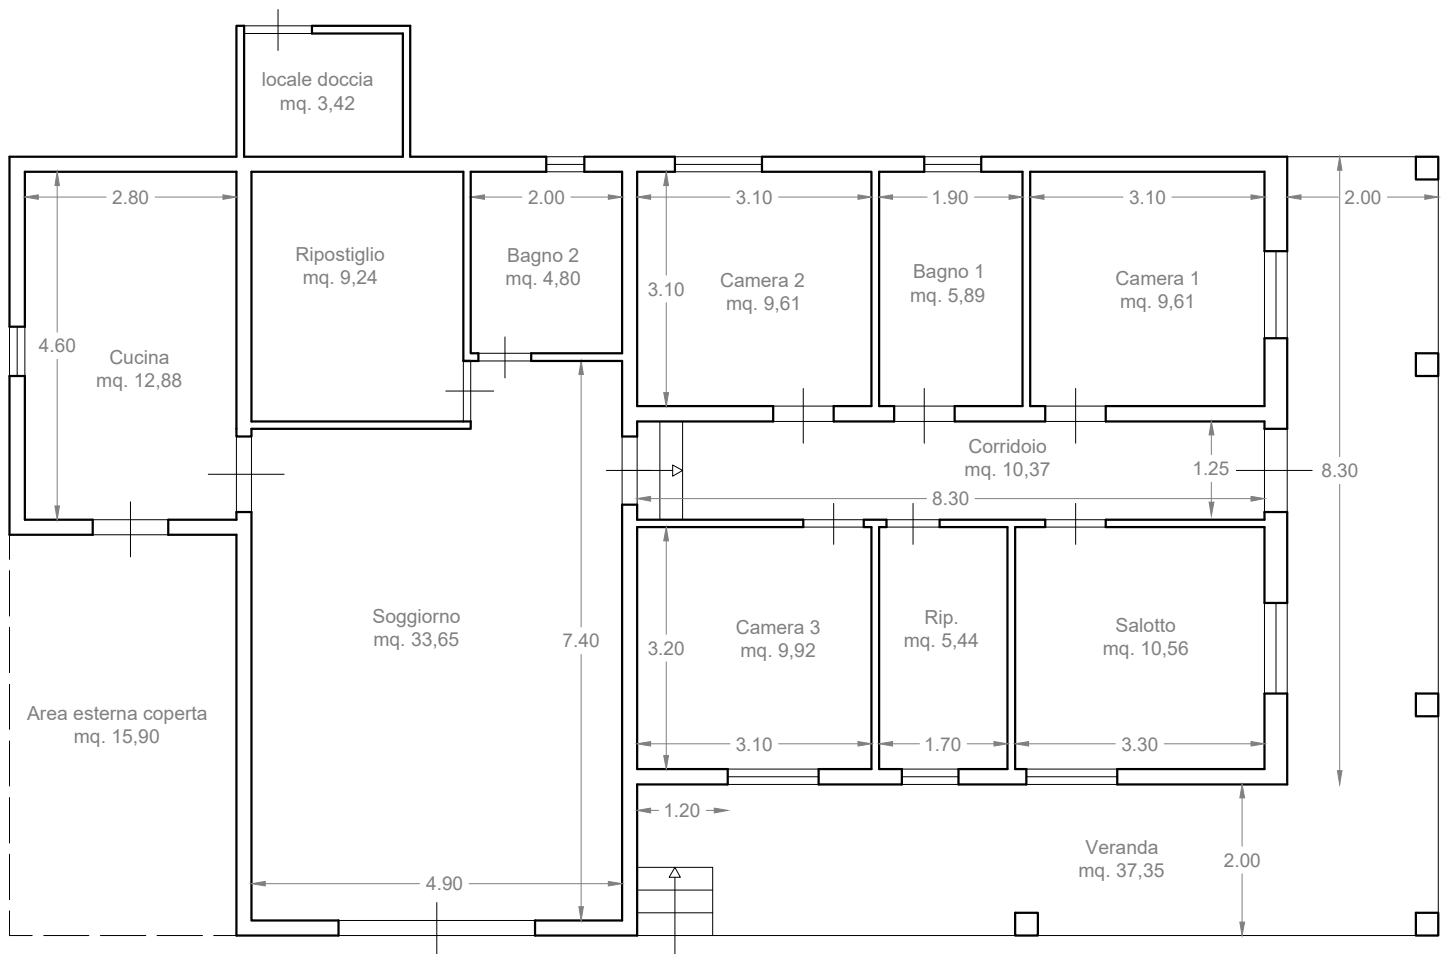 locale doccia
mq. 3,42
2.80
2.00
3.10
1.90
3.10
2.00
Ripostiglio
mq. 9,24
Bagno 2
mq. 4,80
3.10
Camera 2
mq. 9,61
Bagno 1
mq. 5,89
Camera 1
mq. 9,61
4.60
Cucina
mq. 12,88
Corridoio
mq. 10,37
1.25
8.30
8.30
Soggiorno
mq. 33,65
7.40
3.20
Camera 3
mq. 9,92
Rip.
mq. 5,44
Salotto
mq. 10,56
Area esterna coperta
mq. 15,90
3.10
1.70
3.30
1.20
Veranda
mq. 37,35
2.00
4.90